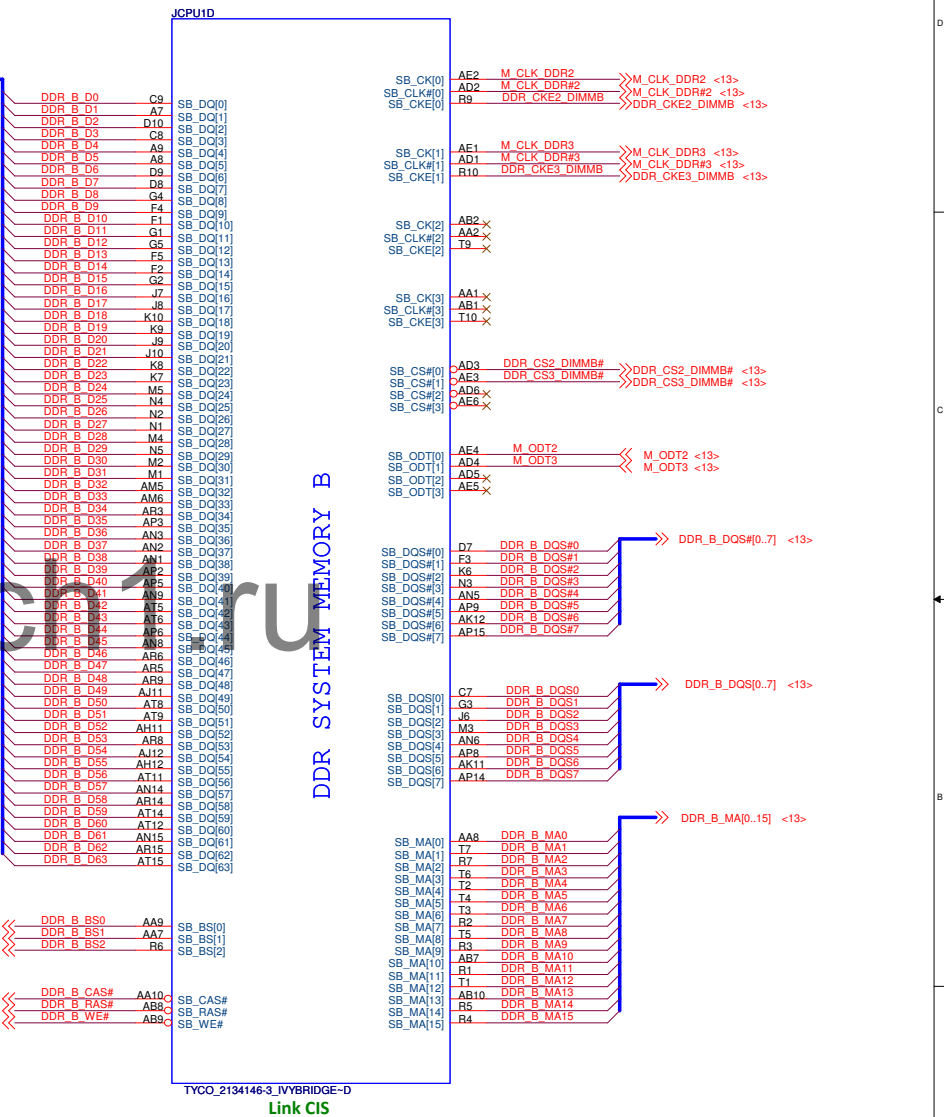 JCPU1D
DDR_B_D0 C9 SB_DQ[0]
DDR_B_D1 A7 SB_DQ[1]
DDR_B_D2 D10 SB_DQ[2]
DDR_B_D3 C8 SB_DQ[3]
DDR_B_D4 A9 SB_DQ[4]
DDR_B_D5 A8 SB_DQ[5]
DDR_B_D6 D9 SB_DQ[6]
DDR_B_D7 D8 SB_DQ[7]
DDR_B_D8 G4 SB_DQ[8]
DDR_B_D9 F4 SB_DQ[9]
DDR_B_D10 F1 SB_DQ[10]
DDR_B_D11 G1 SB_DQ[11]
DDR_B_D12 G5 SB_DQ[12]
DDR_B_D13 F5 SB_DQ[13]
DDR_B_D14 F2 SB_DQ[14]
DDR_B_D15 G2 SB_DQ[15]
DDR_B_D16 J7 SB_DQ[16]
DDR_B_D17 J8 SB_DQ[17]
DDR_B_D18 K10 SB_DQ[18]
DDR_B_D19 K9 SB_DQ[19]
DDR_B_D20 J9 SB_DQ[20]
DDR_B_D21 J10 SB_DQ[21]
DDR_B_D22 K8 SB_DQ[22]
DDR_B_D23 K7 SB_DQ[23]
DDR_B_D24 M5 SB_DQ[24]
DDR_B_D25 N4 SB_DQ[25]
DDR_B_D26 N2 SB_DQ[26]
DDR_B_D27 N1 SB_DQ[27]
DDR_B_D28 M4 SB_DQ[28]
DDR_B_D29 N5 SB_DQ[29]
DDR_B_D30 M2 SB_DQ[30]
DDR_B_D31 M1 SB_DQ[31]
DDR_B_D32 AM5 SB_DQ[32]
DDR_B_D33 AM6 SB_DQ[33]
DDR_B_D34 AR3 SB_DQ[34]
DDR_B_D35 AP3 SB_DQ[35]
DDR_B_D36 AN3 SB_DQ[36]
DDR_B_D37 AN2 SB_DQ[37]
DDR_B_D38 AN1 SB_DQ[38]
DDR_B_D39 AP2 SB_DQ[39]
DDR_B_D40 AP5 SB_DQ[40]
DDR_B_D41 AN9 SB_DQ[41]
DDR_B_D42 AT5 SB_DQ[42]
DDR_B_D43 AT6 SB_DQ[43]
DDR_B_D44 AP6 SB_DQ[44]
DDR_B_D45 AN8 SB_DQ[45]
DDR_B_D46 AR6 SB_DQ[46]
DDR_B_D47 AR5 SB_DQ[47]
DDR_B_D48 AR9 SB_DQ[48]
DDR_B_D49 AJ11 SB_DQ[49]
DDR_B_D50 AT8 SB_DQ[50]
DDR_B_D51 AT9 SB_DQ[51]
DDR_B_D52 AH11 SB_DQ[52]
DDR_B_D53 AR8 SB_DQ[53]
DDR_B_D54 AJ12 SB_DQ[54]
DDR_B_D55 AH12 SB_DQ[55]
DDR_B_D56 AT11 SB_DQ[56]
DDR_B_D57 AN14 SB_DQ[57]
DDR_B_D58 AR14 SB_DQ[58]
DDR_B_D59 AT14 SB_DQ[59]
DDR_B_D60 AT12 SB_DQ[60]
DDR_B_D61 AN15 SB_DQ[61]
DDR_B_D62 AR15 SB_DQ[62]
DDR_B_D63 AT15 SB_DQ[63]
DDR_B_BS0 AA9 SB_BS[0]
DDR_B_BS1 AA7 SB_BS[1]
DDR_B_BS2 R6 SB_BS[2]
DDR_B_CAS# AA10 SB_CAS#
DDR_B_RAS# AB8 SB_RAS#
DDR_B_WE# AB9 SB_WE#
ch1.ru
DDR SYSTEM MEMORY B
SB_CK[0] AE2 M_CLK_DDR2 M_CLK_DDR2 <13>
SB_CLK#[0] AD2 M_CLK_DDR#2 M_CLK_DDR#2 <13>
SB_CKE[0] R9 DDR_CKE2_DIMMB DDR_CKE2_DIMMB <13>
SB_CK[1] AE1 M_CLK_DDR3 M_CLK_DDR3 <13>
SB_CLK#[1] AD1 M_CLK_DDR#3 M_CLK_DDR#3 <13>
SB_CKE[1] R10 DDR_CKE3_DIMMB DDR_CKE3_DIMMB <13>
SB_CK[2] AB2
SB_CLK#[2] AA2
SB_CKE[2] T9
SB_CK[3] AA1
SB_CLK#[3] AB1
SB_CKE[3] T10
SB_CS#[0] AD3 DDR_CS2_DIMMB# DDR_CS2_DIMMB# <13>
SB_CS#[1] AE3 DDR_CS3_DIMMB# DDR_CS3_DIMMB# <13>
SB_CS#[2] AD6
SB_CS#[3] AE6
SB_ODT[0] AE4 M_ODT2 M_ODT2 <13>
SB_ODT[1] AD4 M_ODT3 M_ODT3 <13>
SB_ODT[2] AD5
SB_ODT[3] AE5
DDR_B_DQS#[0..7] <13>
SB_DQS#[0] D7 DDR_B_DQS#0
SB_DQS#[1] F3 DDR_B_DQS#1
SB_DQS#[2] K6 DDR_B_DQS#2
SB_DQS#[3] N3 DDR_B_DQS#3
SB_DQS#[4] AN5 DDR_B_DQS#4
SB_DQS#[5] AP9 DDR_B_DQS#5
SB_DQS#[6] AK12 DDR_B_DQS#6
SB_DQS#[7] AP15 DDR_B_DQS#7
DDR_B_DQS[0..7] <13>
SB_DQS[0] C7 DDR_B_DQS0
SB_DQS[1] G3 DDR_B_DQS1
SB_DQS[2] J6 DDR_B_DQS2
SB_DQS[3] M3 DDR_B_DQS3
SB_DQS[4] AN6 DDR_B_DQS4
SB_DQS[5] AP8 DDR_B_DQS5
SB_DQS[6] AK11 DDR_B_DQS6
SB_DQS[7] AP14 DDR_B_DQS7
DDR_B_MA[0..15] <13>
SB_MA[0] AA8 DDR_B_MA0
SB_MA[1] T7 DDR_B_MA1
SB_MA[2] R7 DDR_B_MA2
SB_MA[3] T6 DDR_B_MA3
SB_MA[4] T2 DDR_B_MA4
SB_MA[5] T4 DDR_B_MA5
SB_MA[6] T3 DDR_B_MA6
SB_MA[7] R2 DDR_B_MA7
SB_MA[8] T5 DDR_B_MA8
SB_MA[9] R3 DDR_B_MA9
SB_MA[10] AB7 DDR_B_MA10
SB_MA[11] R1 DDR_B_MA11
SB_MA[12] T1 DDR_B_MA12
SB_MA[13] AB10 DDR_B_MA13
SB_MA[14] R5 DDR_B_MA14
SB_MA[15] R4 DDR_B_MA15
TYCO_2134146-3_IVYBRIDGE~D
Link CIS
D
C
B